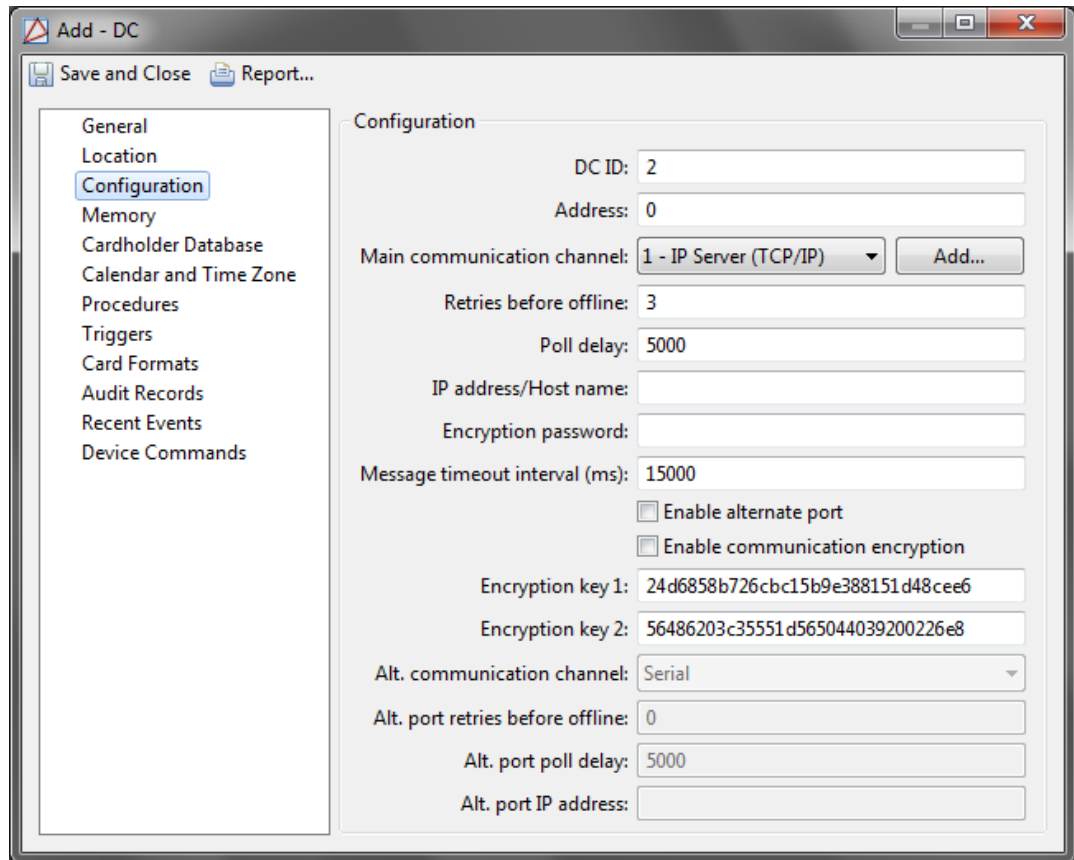 Add - DC
Save and Close Report...
General
Location
Configuration
Memory
Cardholder Database
Calendar and Time Zone
Procedures
Triggers
Card Formats
Audit Records
Recent Events
Device Commands
Configuration
DC ID: 2
Address: 0
Main communication channel: 1 - IP Server (TCP/IP) Add...
Retries before offline: 3
Poll delay: 5000
IP address/Host name:
Encryption password:
Message timeout interval (ms): 15000
Enable alternate port
Enable communication encryption
Encryption key 1: 24d6858b726cbc15b9e388151d48cee6
Encryption key 2: 56486203c35551d565044039200226e8
Alt. communication channel: Serial
Alt. port retries before offline: 0
Alt. port poll delay: 5000
Alt. port IP address: